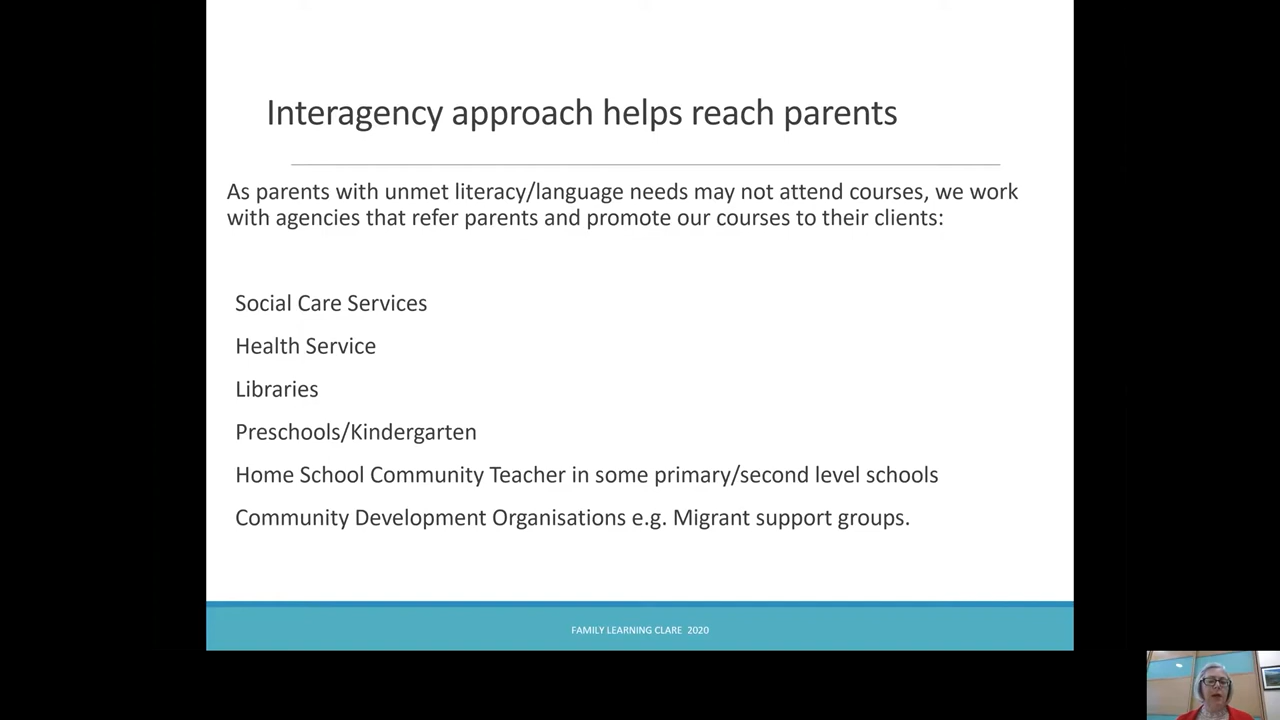 Interagency approach helps reach parents
As parents with unmet literacy/language needs may not attend courses, we work
with agencies that refer parents and promote our courses to their clients:
Social Care Services
Health Service
Libraries
Preschools/Kindergarten
Home School Community Teacher in some primary/second level schools
Community Development Organisations e.g. Migrant support groups.
FAMILY LEARNING CLARE 2020